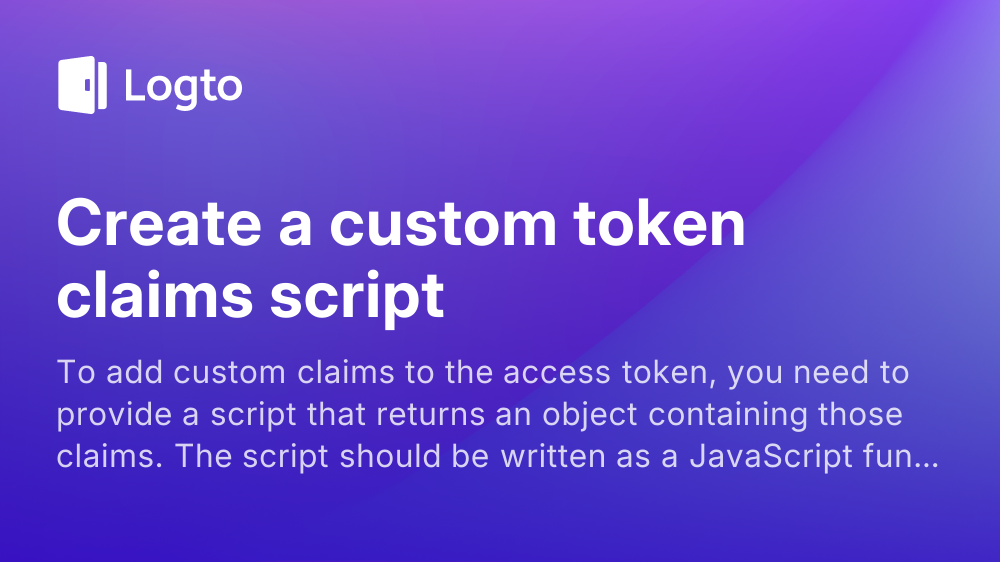 Logto
Create a custom token
claims script
To add custom claims to the access token, you need to
provide a script that returns an object containing those
claims. The script should be written as a JavaScript fun...